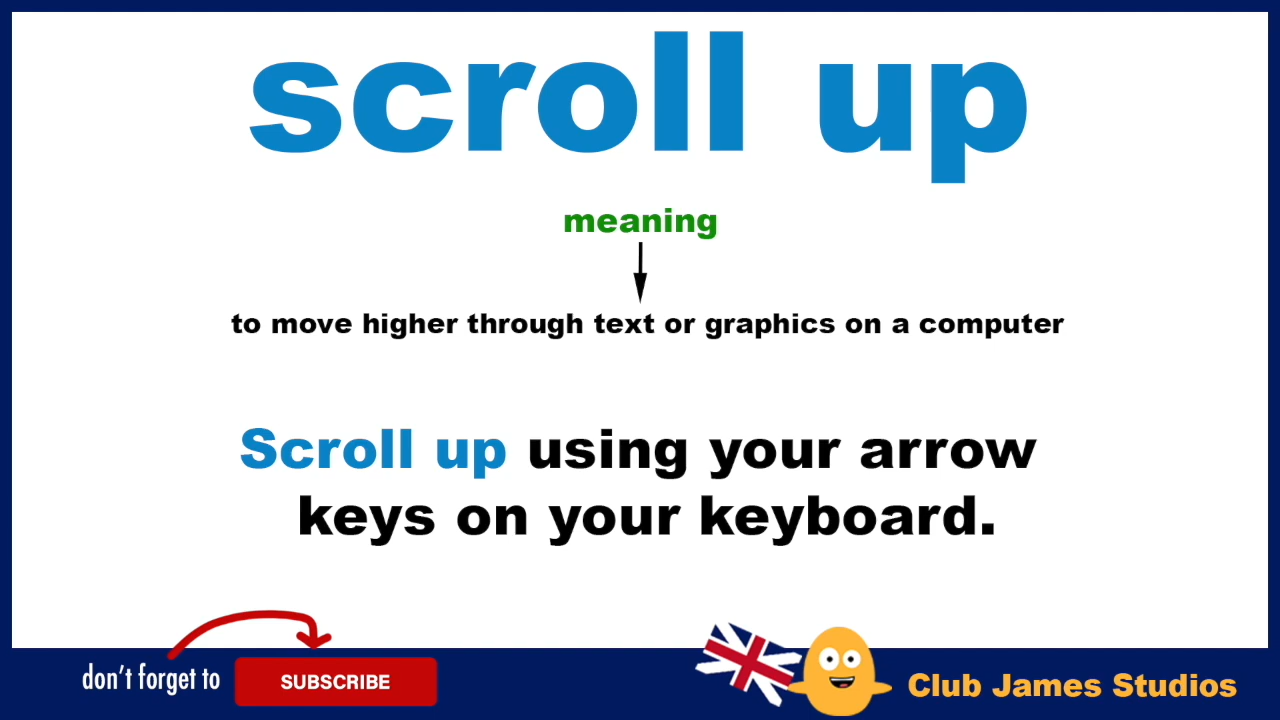 scroll up
meaning
to move higher through text or graphics on a computer
Scroll up using your arrow
keys on your keyboard.
don't forget to
SUBSCRIBE
Club James Studios